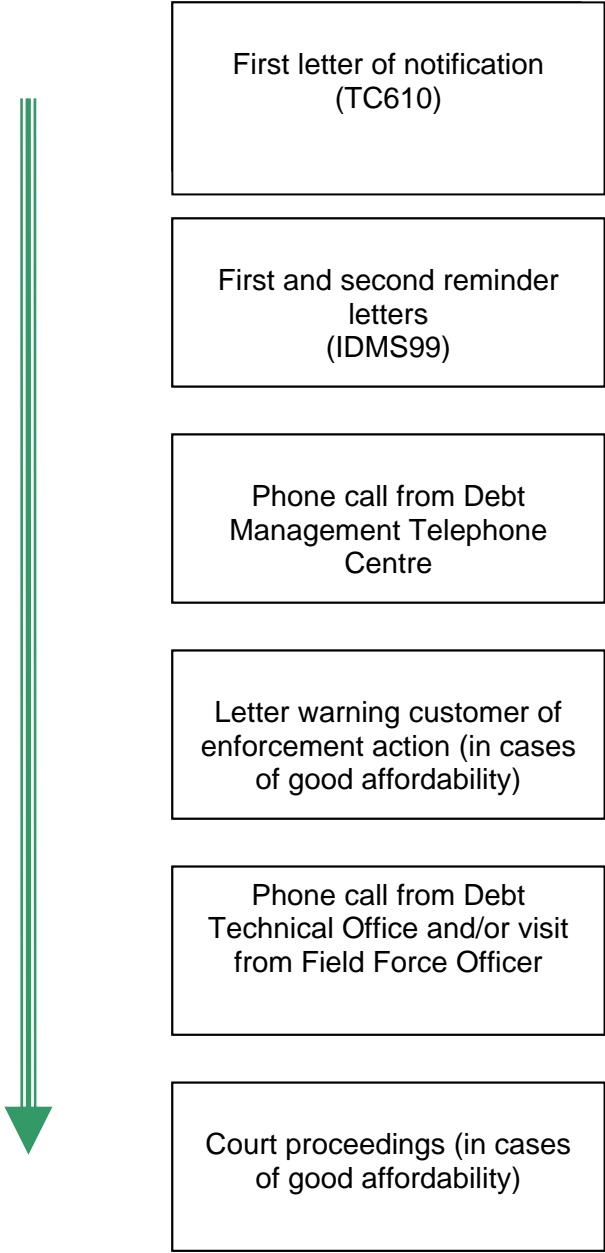 First letter of notification
(TC610)
First and second reminder
letters
(IDMS99)
Phone call from Debt
Management Telephone
Centre
Letter warning customer of
enforcement action (in cases
of good affordability)
Phone call from Debt
Technical Office and/or visit
from Field Force Officer
Court proceedings (in cases
of good affordability)